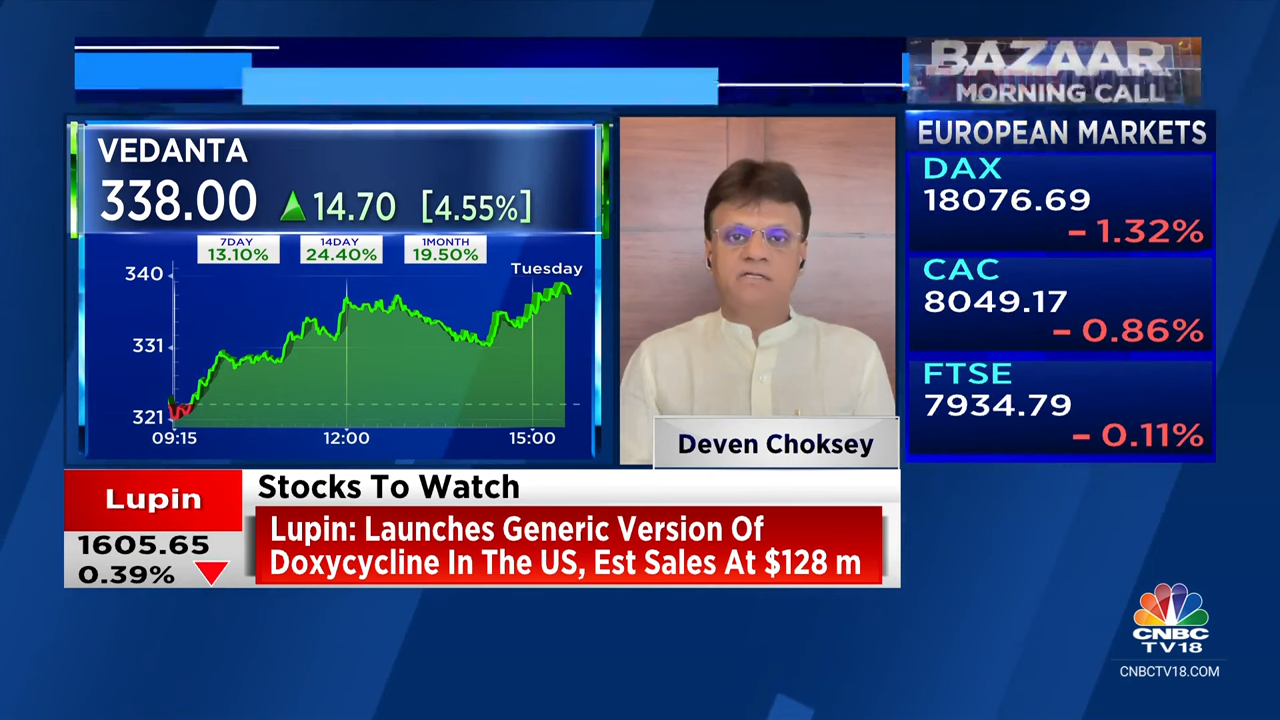 BAZAAR
MORNING CALL
VEDANTA
338.00 ▲ 14.70 [4.55%]
7DAY
13.10%
14DAY
24.40%
1MONTH
19.50%
Tuesday
340
331
321
09:15
12:00
15:00
Deven Choksey
EUROPEAN MARKETS
DAX
18076.69
– 1.32%
CAC
8049.17
– 0.86%
FTSE
7934.79
– 0.11%
Lupin
1605.65
0.39% ▼
Stocks To Watch
Lupin: Launches Generic Version Of
Doxycycline In The US, Est Sales At $128 m
CNBC
TV18
CNBCTV18.COM